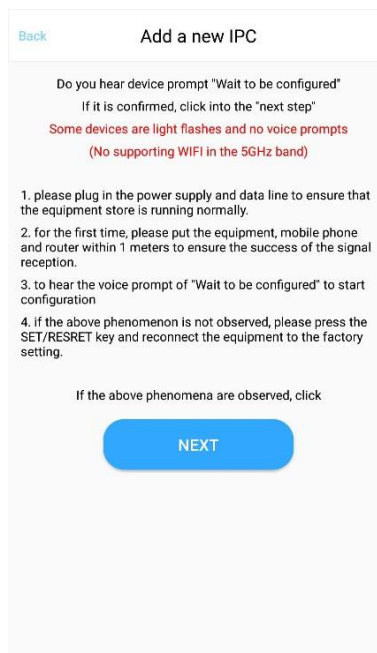 Back
Add a new IPC
Do you hear device prompt "Wait to be configured"
If it is confirmed, click into the "next step"
Some devices are light flashes and no voice prompts
(No supporting WIFI in the 5GHz band)
1. please plug in the power supply and data line to ensure that
the equipment store is running normally.
2. for the first time, please put the equipment, mobile phone
and router within 1 meters to ensure the success of the signal
reception.
3. to hear the voice prompt of "Wait to be configured" to start
configuration
4. if the above phenomenon is not observed, please press the
SET/RESRET key and reconnect the equipment to the factory
setting.
If the above phenomena are observed, click
NEXT